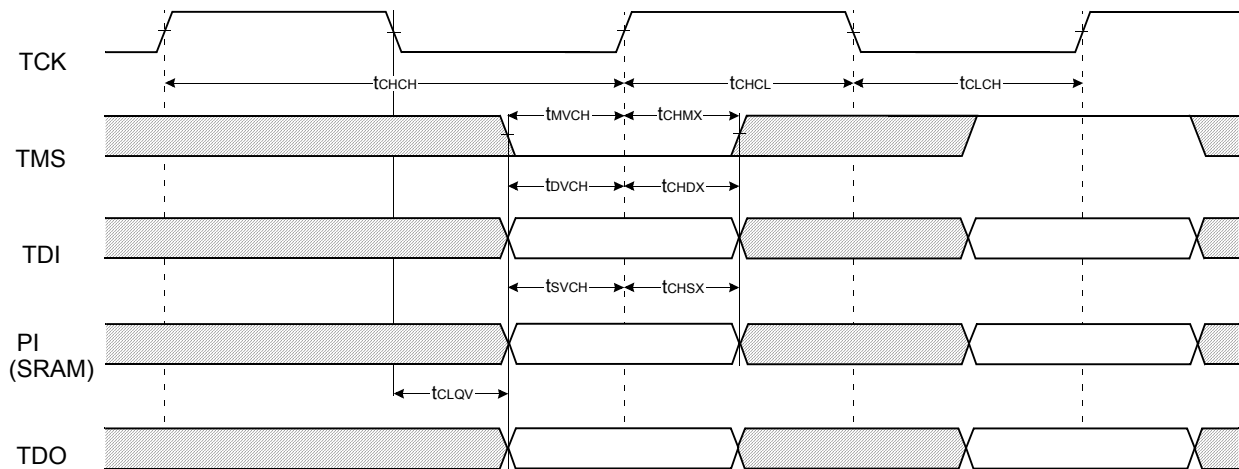 TCK
tCHCH
tCHCL
tCLCH
tMVCH
tCHMX
TMS
tDVCH
tCHDX
TDI
tSVCH
tCHSX
PI
(SRAM)
tCLQV
TDO